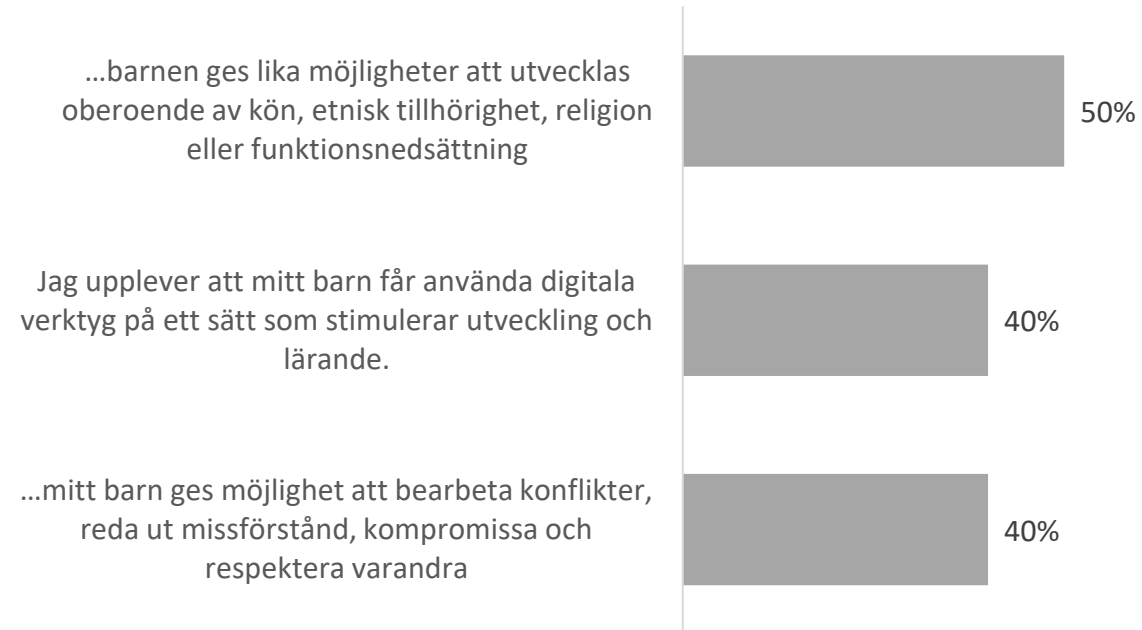 …barnen ges lika möjligheter att utvecklas
oberoende av kön, etnisk tillhörighet, religion
eller funktionsnedsättning
50%
Jag upplever att mitt barn får använda digitala
verktyg på ett sätt som stimulerar utveckling och
lärande.
40%
…mitt barn ges möjlighet att bearbeta konflikter,
reda ut missförstånd, kompromissa och
respektera varandra
40%